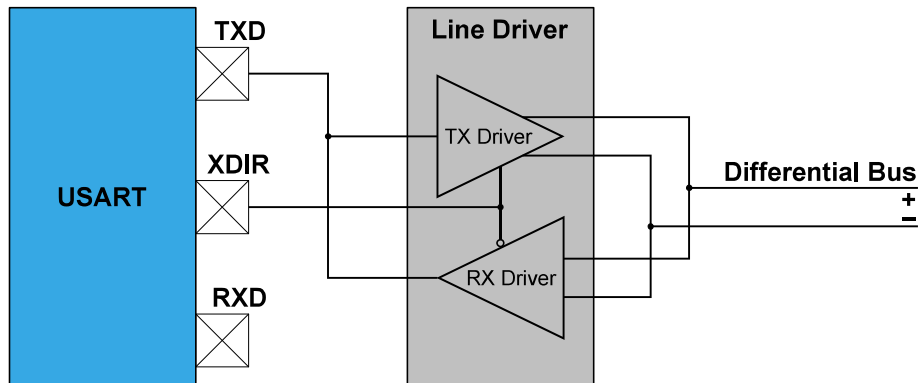 TXD
Line Driver
TX Driver
XDIR
USART
Differential Bus
+
−
RX Driver
RXD